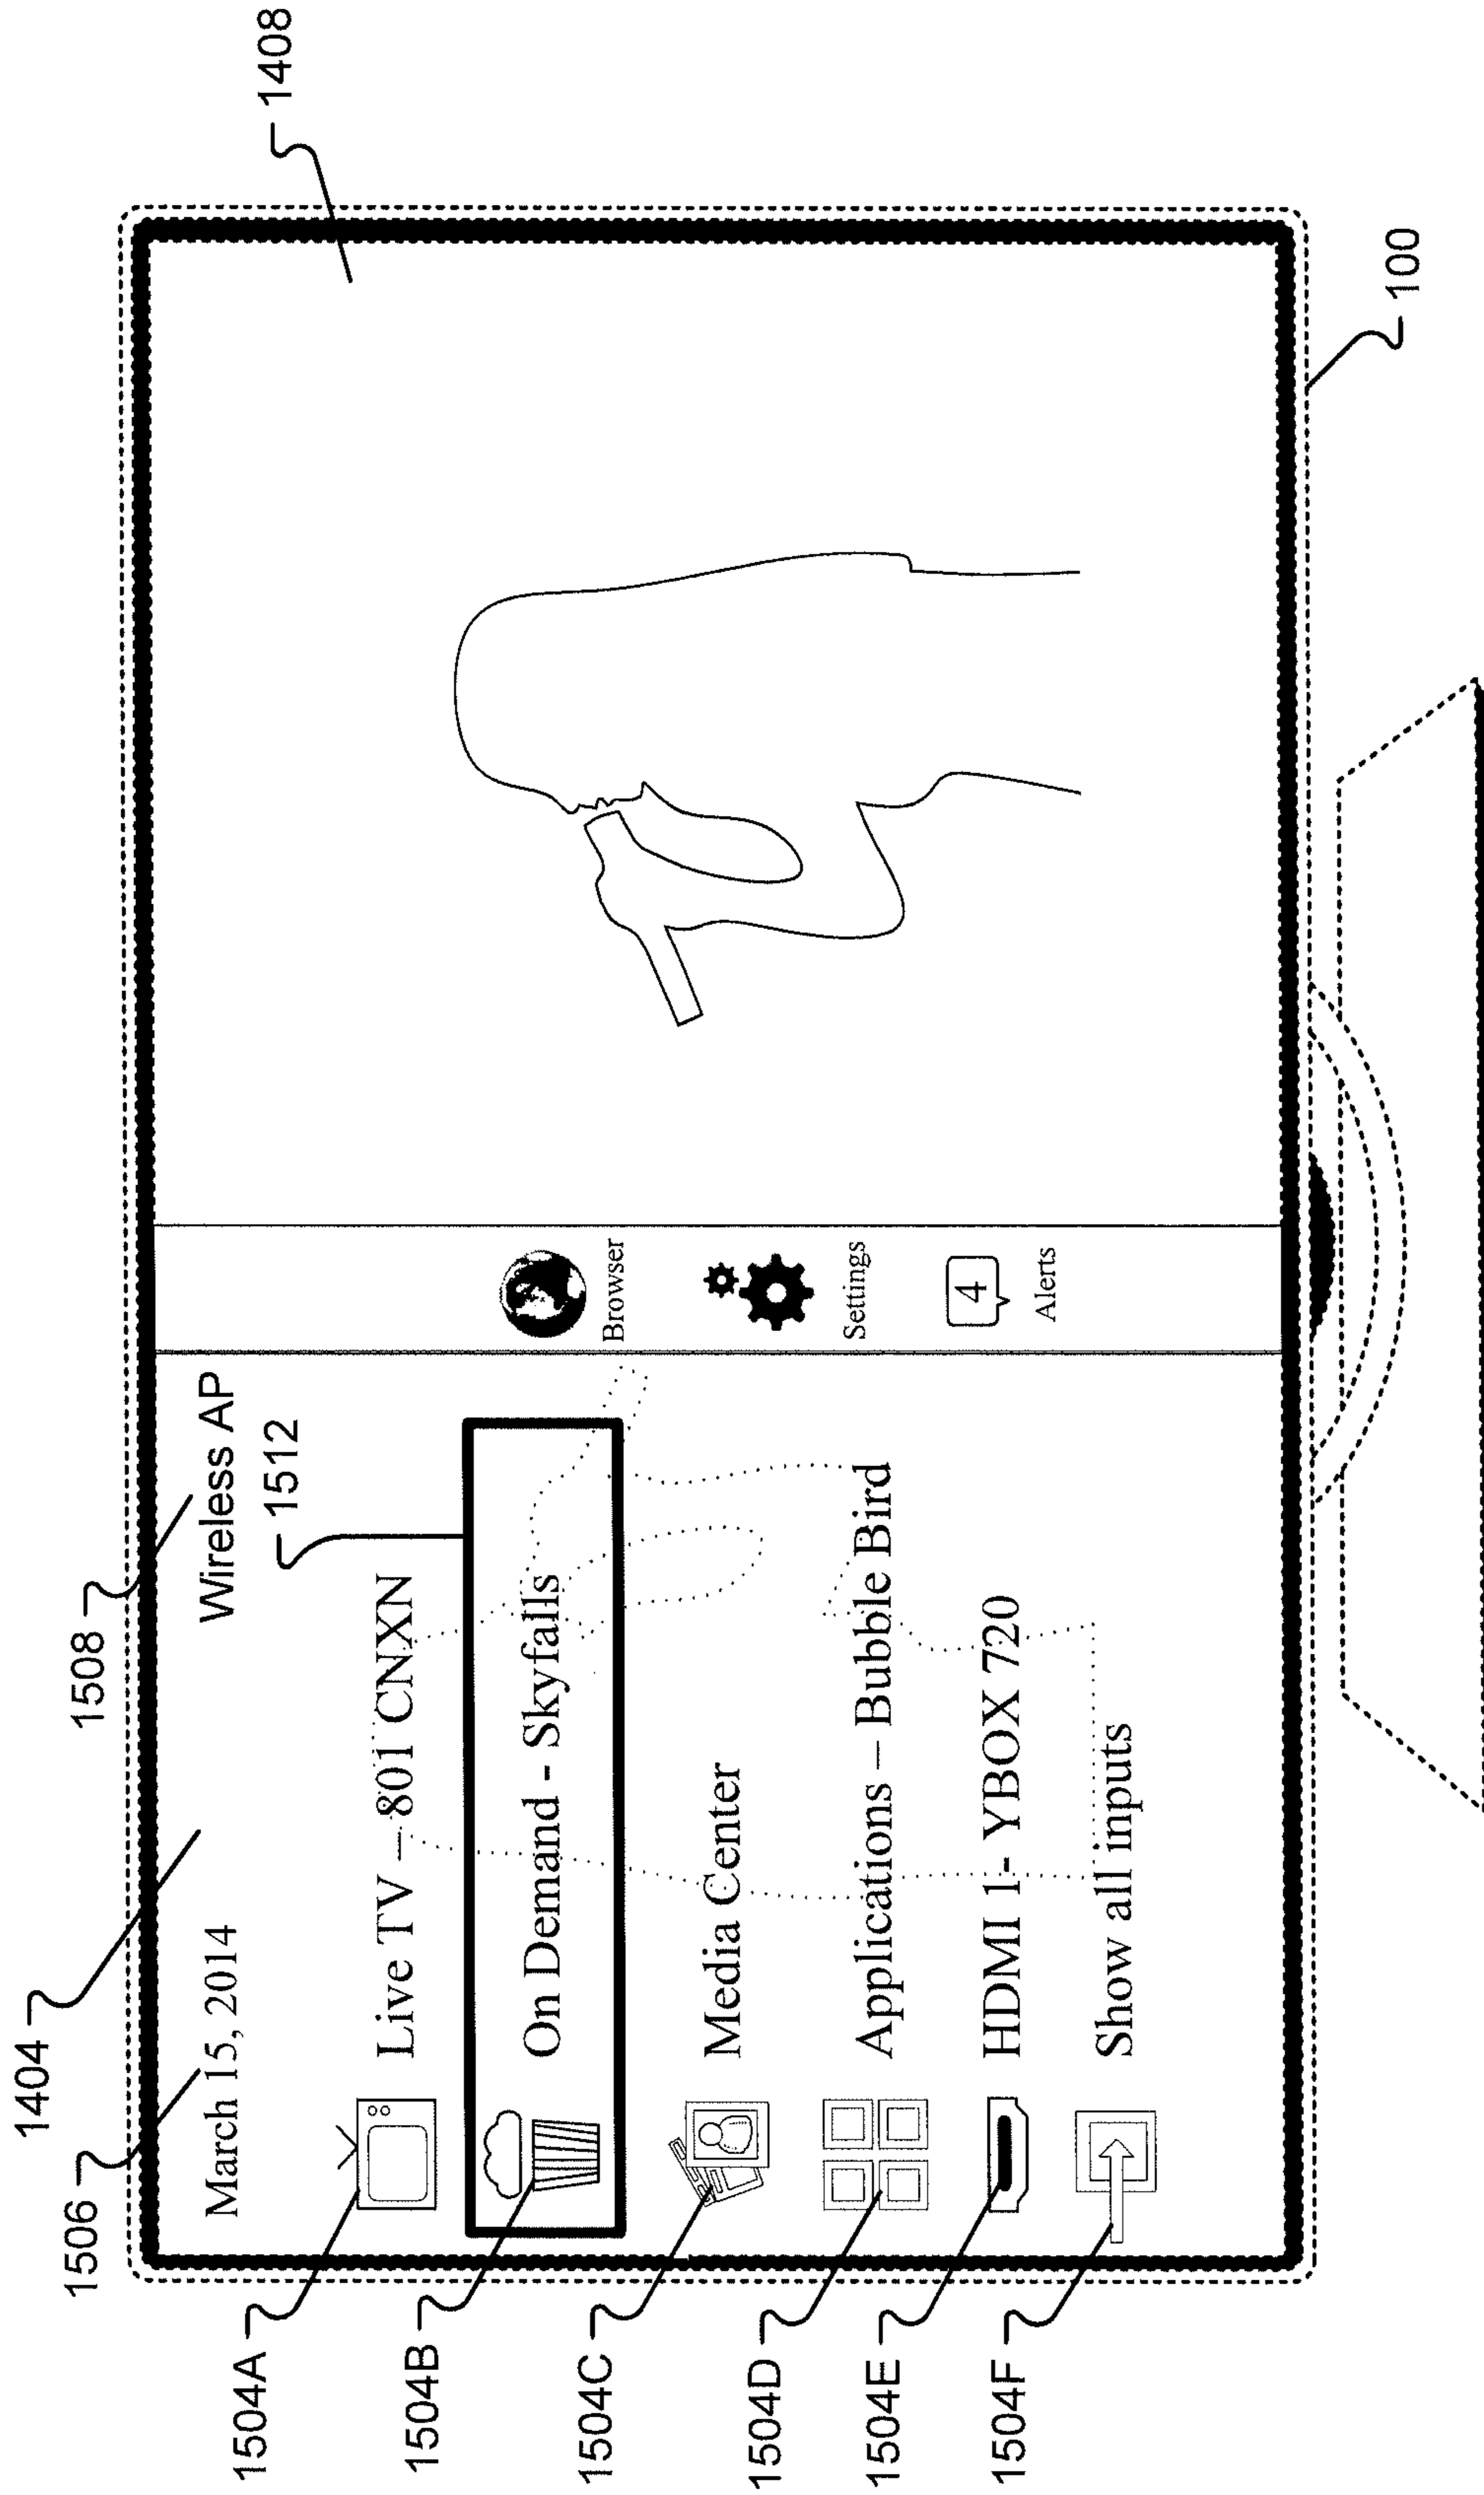 1404
1508
1506
1408
March 15, 2014
Wireless AP
1512
1504A
Live TV – 801 CNXN
1504B
On Demand - Skyfalls
Browser
1504C
Media Center
1504D
Applications – Bubble Bird
Settings
1504E
HDMI 1- YBOX 720
4
Alerts
1504F
Show all inputs
100